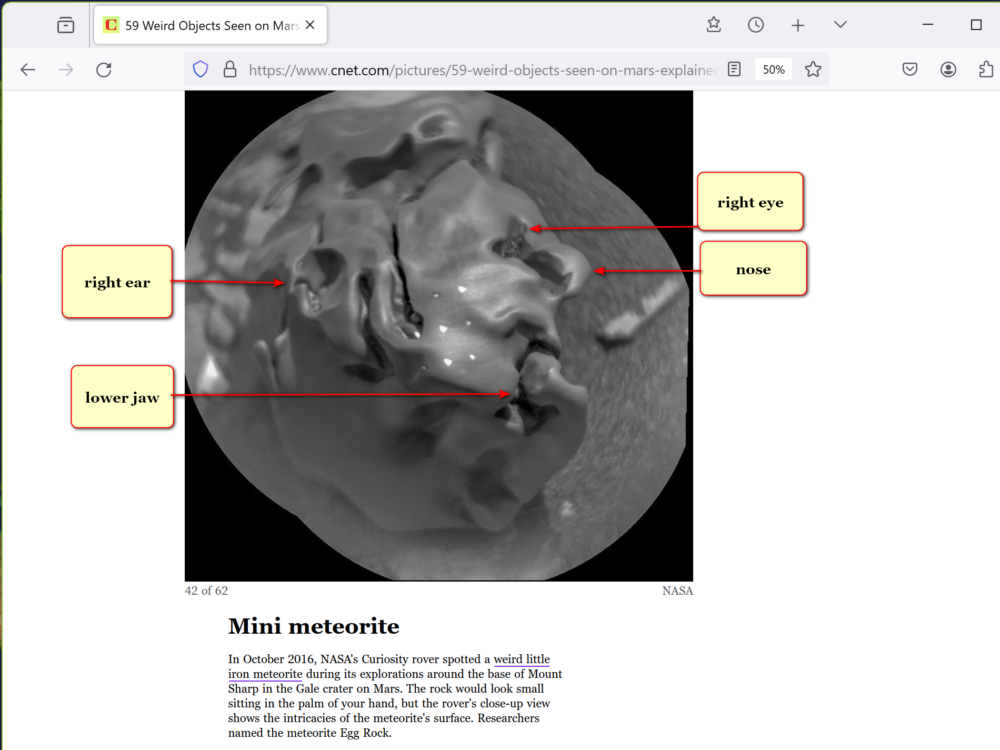 59 Weird Objects Seen on Mars,
https://www.cnet.com/pictures/59-weird-objects-seen-on-mars-explained
50%
right eye
nose
right ear
lower jaw
42 of 62
NASA
Mini meteorite
In October 2016, NASA's Curiosity rover spotted a weird little
iron meteorite during its explorations around the base of Mount
Sharp in the Gale crater on Mars. The rock would look small
sitting in the palm of your hand, but the rover's close-up view
shows the intricacies of the meteorite's surface. Researchers
named the meteorite Egg Rock.